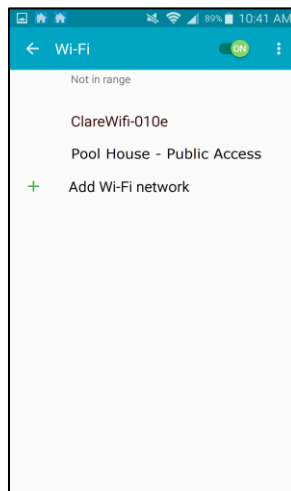 89% 10:41 AM
Wi-Fi ON
Not in range
ClareWifi-010e
Pool House - Public Access
+ Add Wi-Fi network